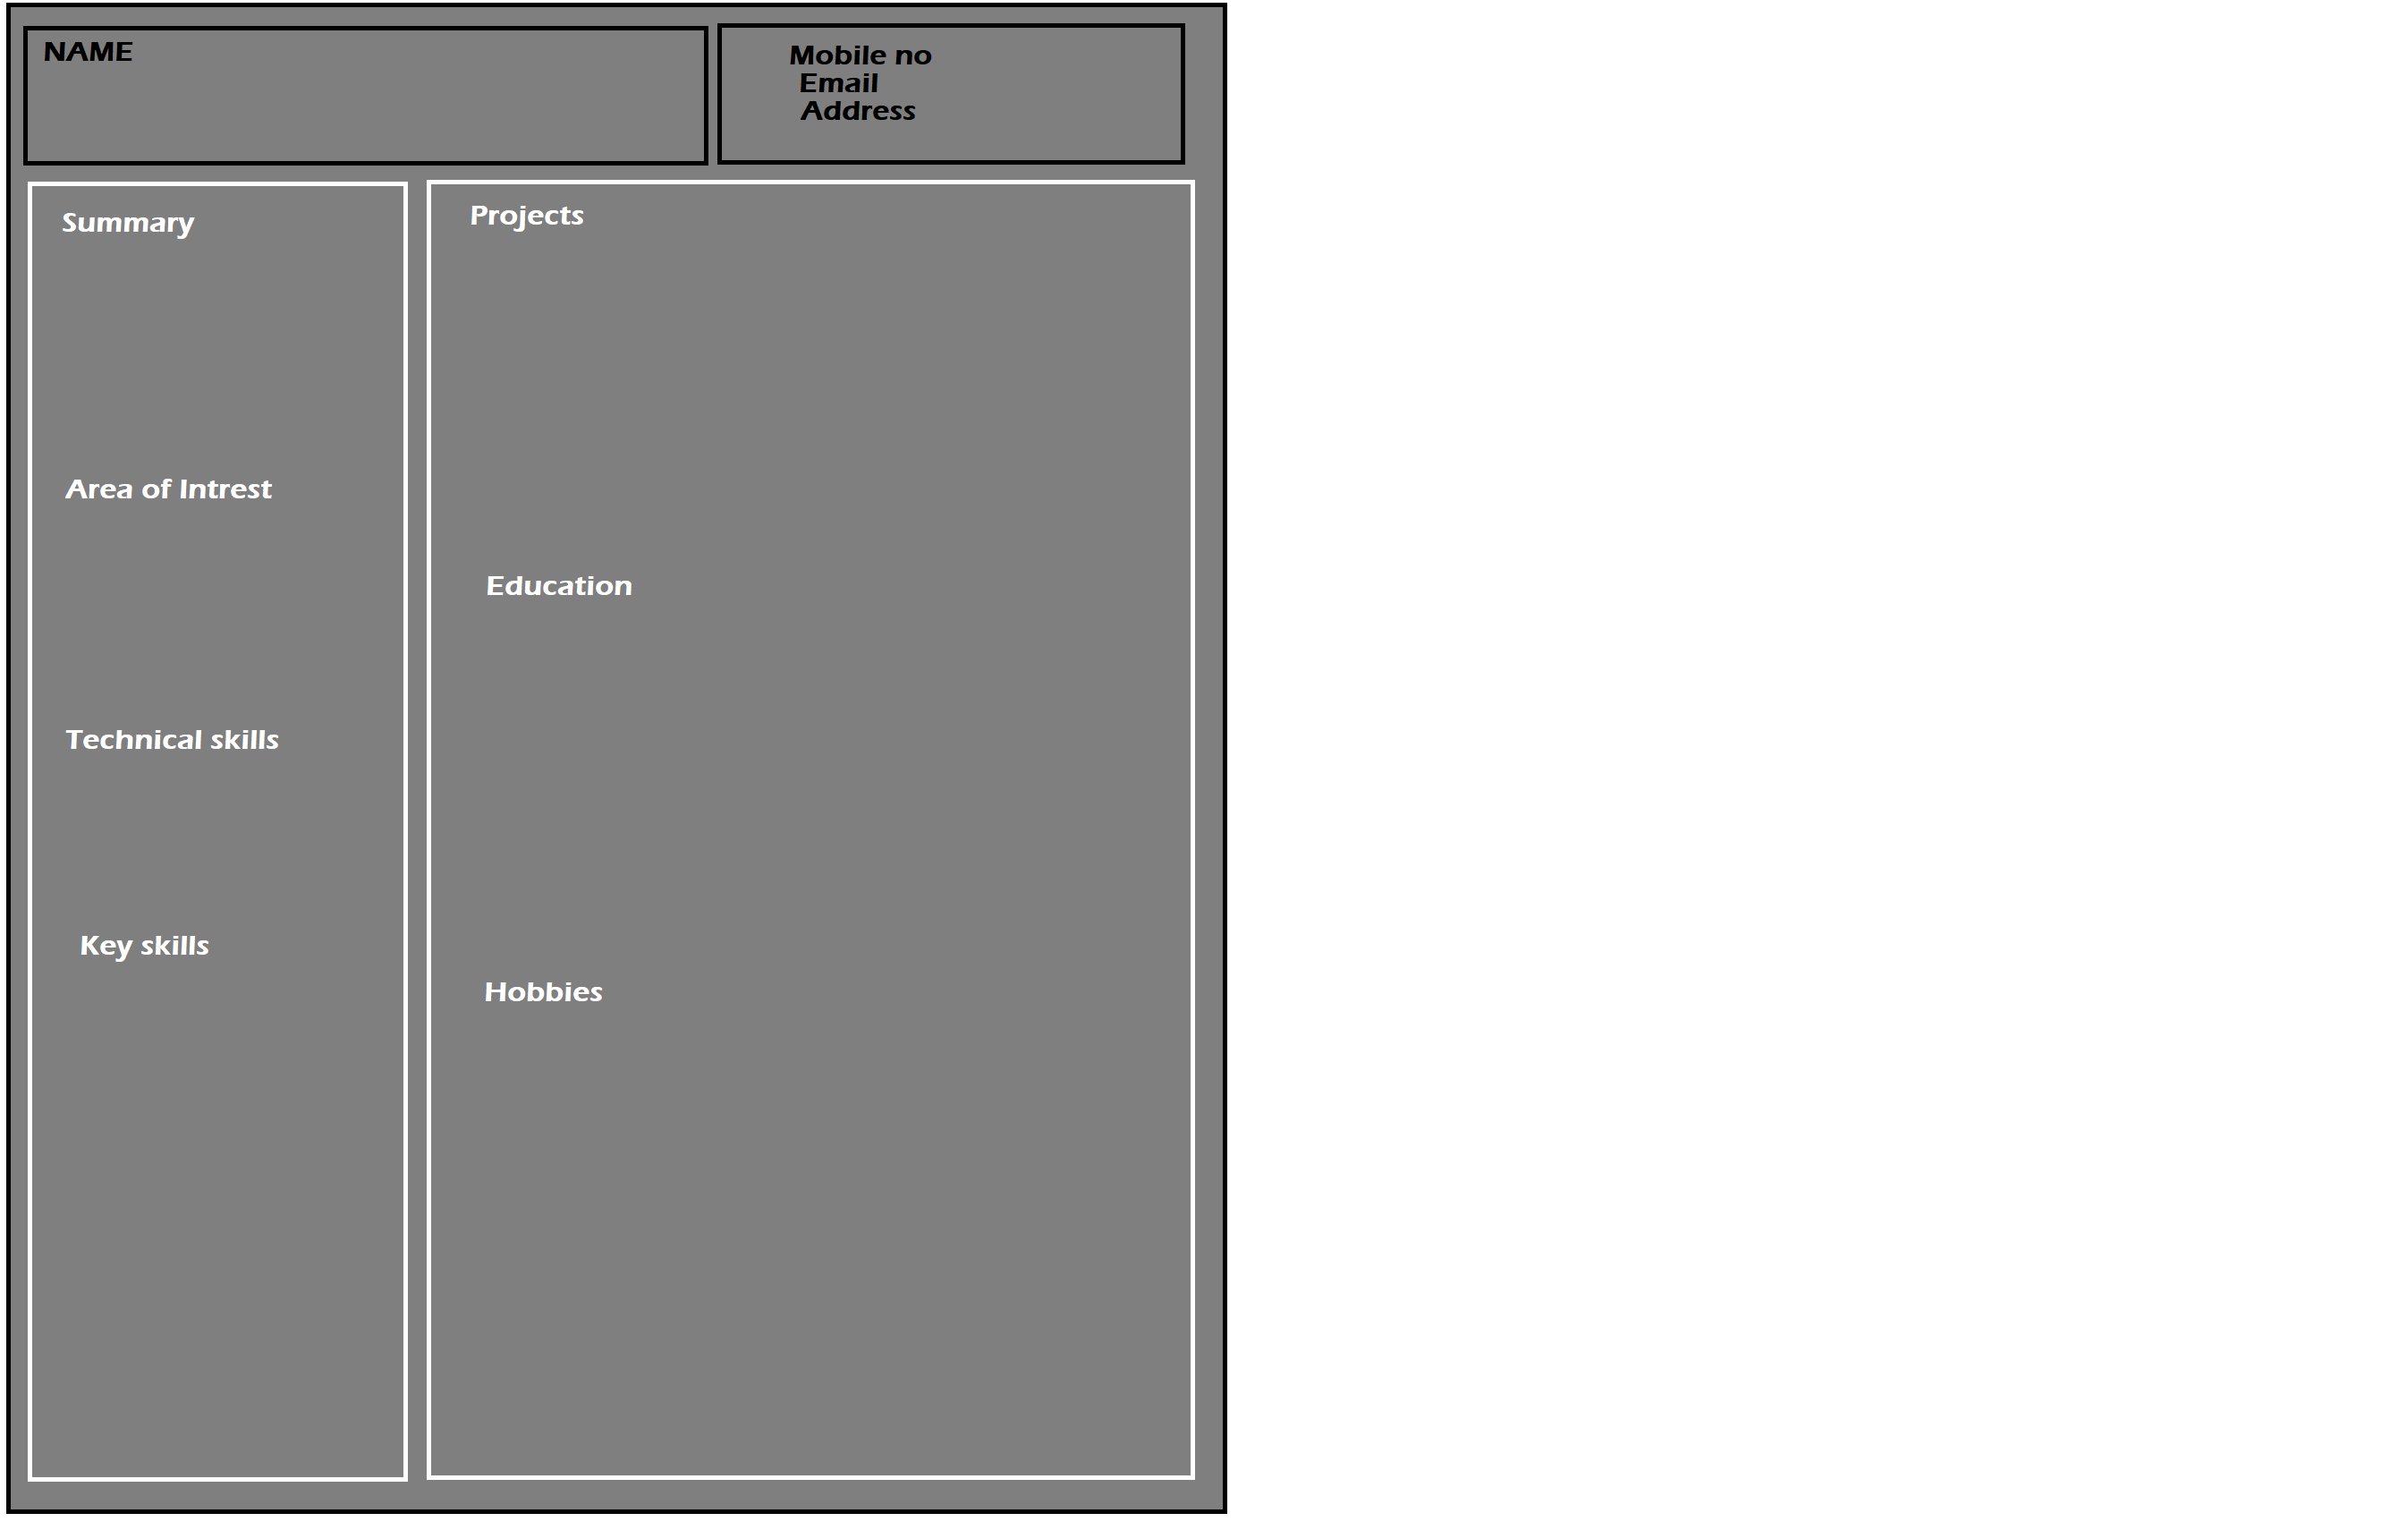 NAME
Mobile no
Email
Address
Summary
Area of Intrest
Technical skills
Key skills
Projects
Education
Hobbies